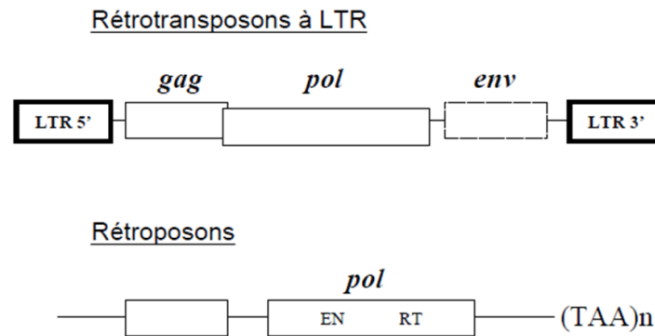 Rétrotransposons à LTR
gag pol env
LTR 5’ LTR 3’
Rétroposons
pol
EN RT (TAA)n